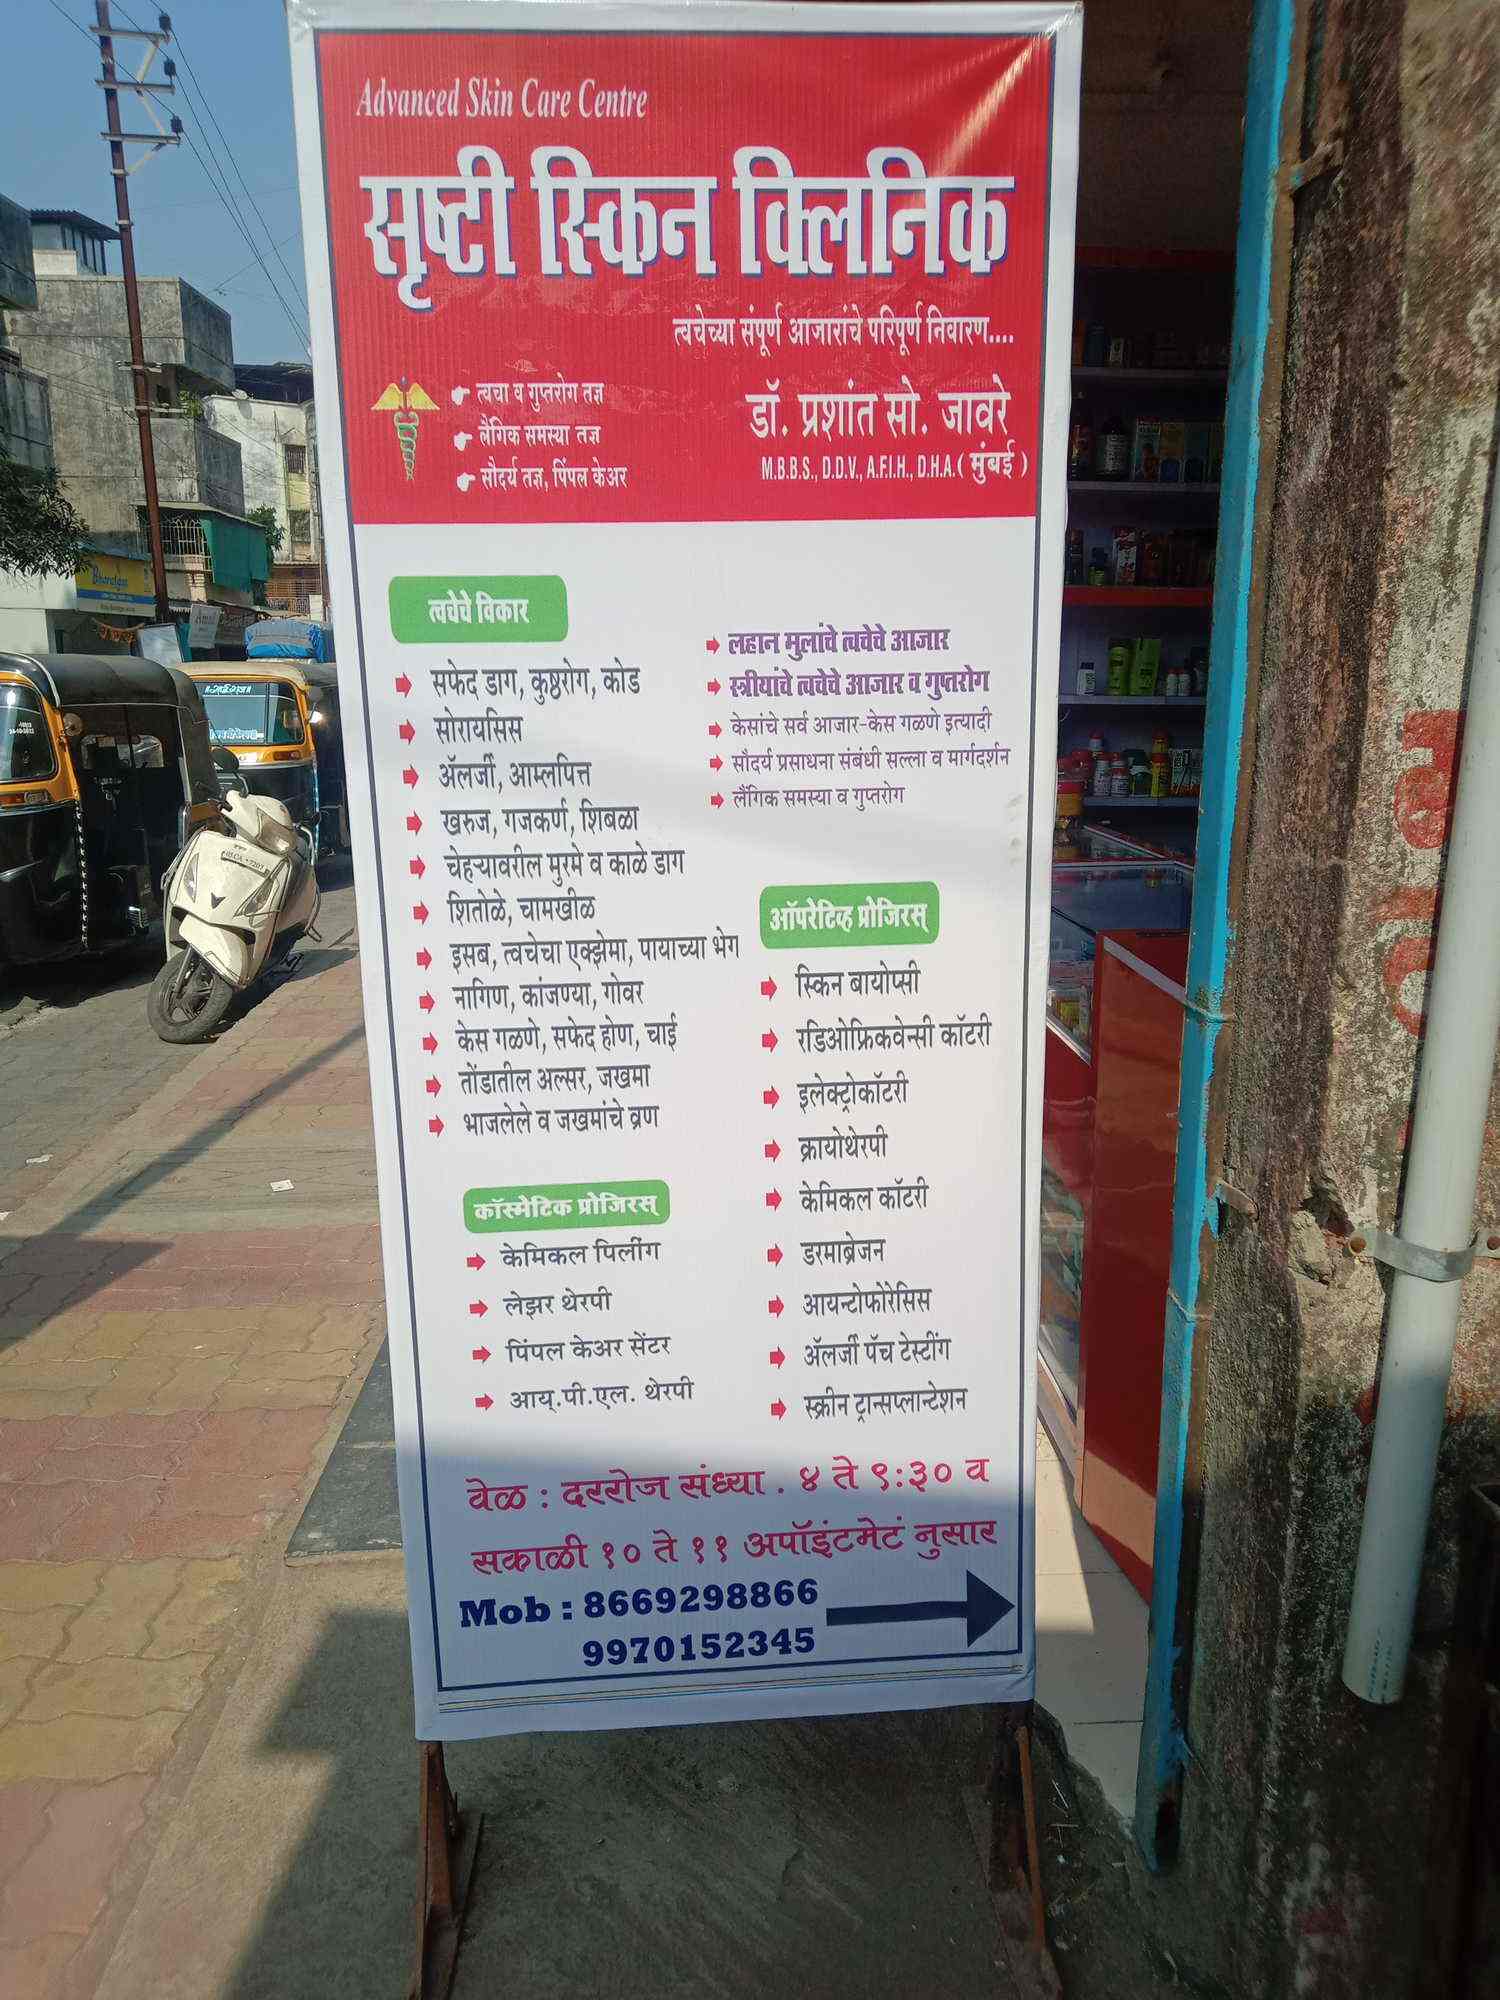 Advanced Skin Care Centre
सृष्टी स्किन क्लिनिक
त्वचेच्या संपूर्ण आजारांचे परिपूर्ण निवारण....
त्वचा व गुप्तरोग तज्ञ
लैगिक समस्या तज्ञ
सौदर्य तज्ञ, पिंपल केअर
डॉ. प्रशांत सो. जावरे
M.B.B.S., D.D.V., A.F.I.H., D.H.A. ( मुंबई )
त्वचेचे विकार
सफेद डाग, कुष्ठरोग, कोड
सोरायसिस
ॲलर्जी, आम्लपित्त
खरुज, गजकर्ण, शिबळा
चेहऱ्यावरील मुरमे व काळे डाग
शितोळे, चामखीळ
इसब, त्वचेचा एक्झेमा, पायाच्या भेग
नागिण, कांजण्या, गोवर
केस गळणे, सफेद होण, चाई
तोंडातील अल्सर, जखमा
भाजलेले व जखमांचे व्रण
लहान मुलांचे त्वचेचे आजार
स्त्रीयांचे त्वचेचे आजार व गुप्तरोग
केसांचे सर्व आजार-केस गळणे इत्यादी
सौदर्य प्रसाधना संबंधी सल्ला व मार्गदर्शन
लैंगिक समस्या व गुप्तरोग
ऑपरेटिव्ह प्रोजिरस्
स्किन बायोप्सी
रडिओफ्रिकवेन्सी कॉटरी
इलेक्ट्रोकॉटरी
क्रायोथेरपी
केमिकल कॉटरी
डरमाब्रेजन
आयन्टोफोरेसिस
ॲलर्जी पॅच टेस्टींग
स्क्रीन ट्रान्सप्लान्टेशन
कॉस्मेटिक प्रोजिरस्
केमिकल पिलींग
लेझर थेरपी
पिंपल केअर सेंटर
आय्.पी.एल. थेरपी
वेळ : दररोज संध्या . ४ ते ९:३० व
सकाळी १० ते ११ अपॉइंटमेटं नुसार
Mob : 8669298866
9970152345
Bharatgas